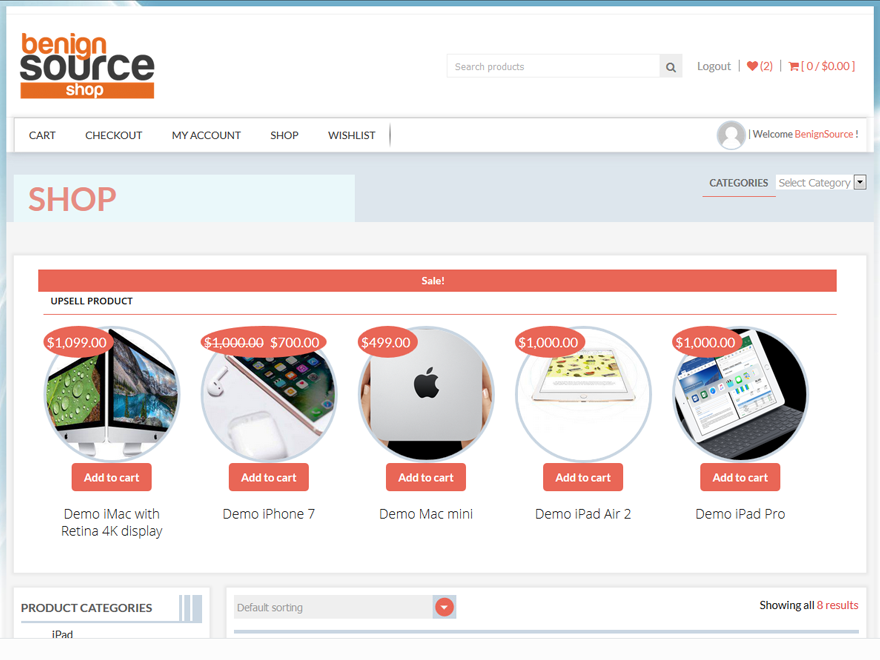 benign
source
shop
Search products
Logout | (2) | [ 0 / $0.00 ]
CART CHECKOUT MY ACCOUNT SHOP WISHLIST
| Welcome BenignSource !
SHOP
CATEGORIES Select Category
Sale!
UPSELL PRODUCT
$1,099.00 $1,000.00 $700.00 $499.00 $1,000.00 $1,000.00
Add to cart Add to cart Add to cart Add to cart Add to cart
Demo iMac with Demo iPhone 7 Demo Mac mini Demo iPad Air 2 Demo iPad Pro
Retina 4K display
PRODUCT CATEGORIES
iPad
Default sorting
Showing all 8 results